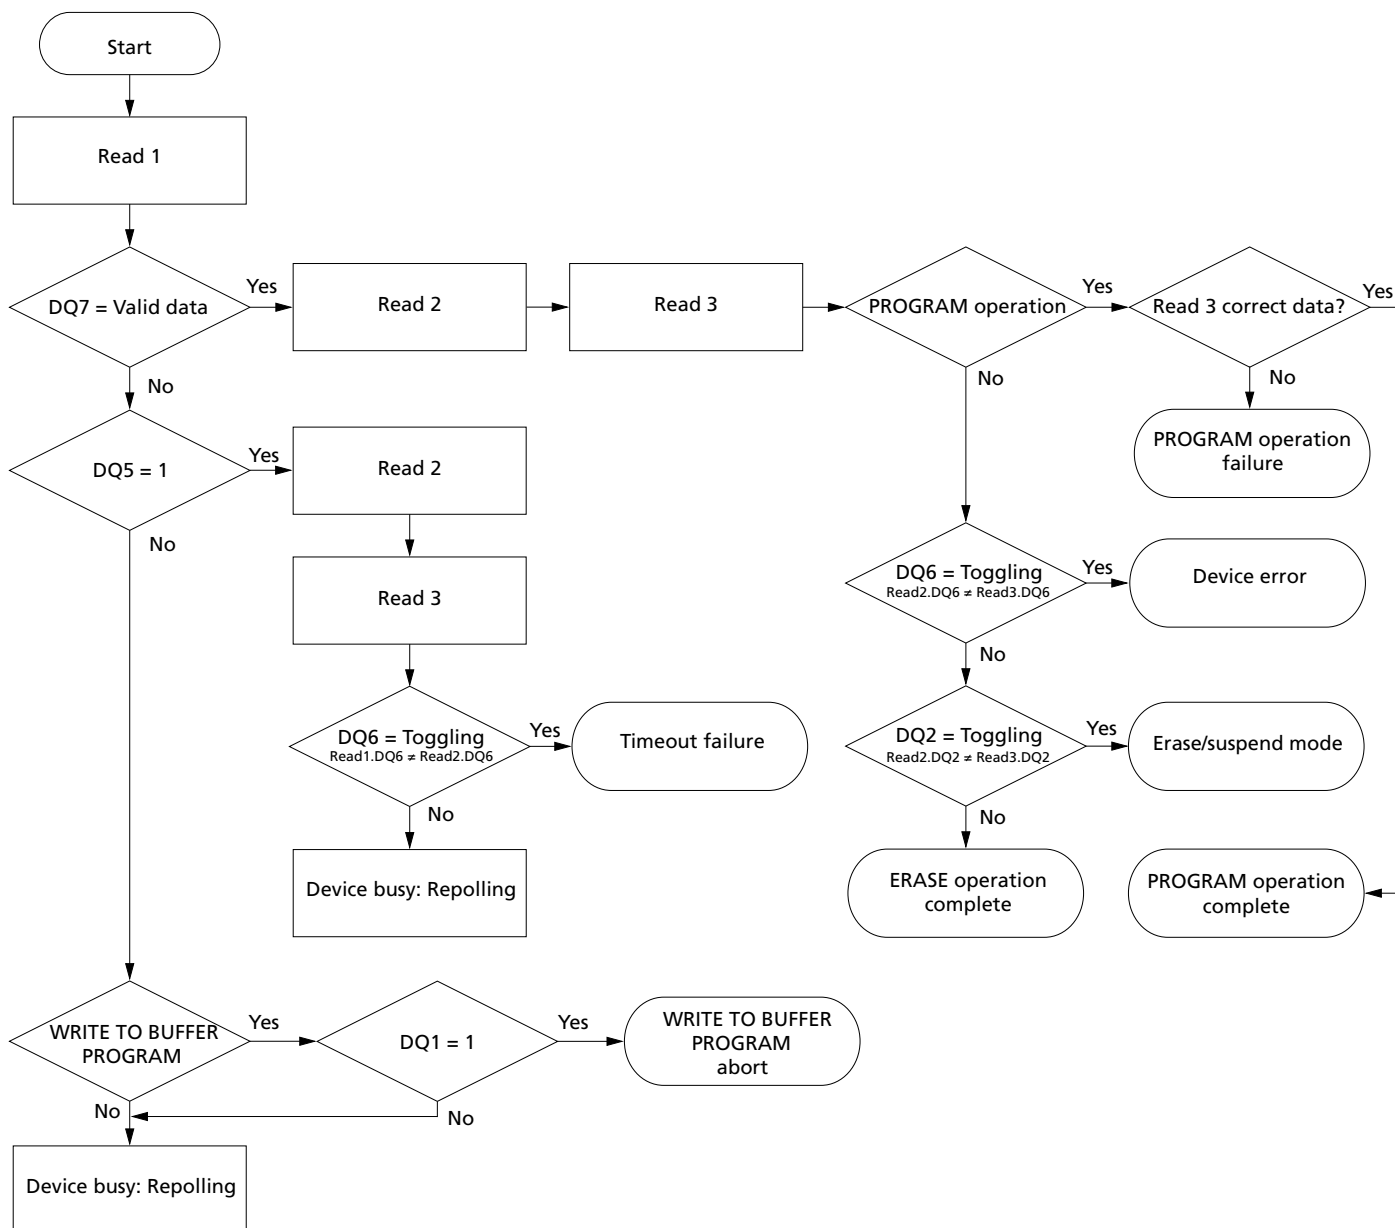 Start
Read 1
DQ7 = Valid data
Yes
Read 2
Read 3
PROGRAM operation
Yes
Read 3 correct data?
Yes
No
No
No
PROGRAM operation
failure
DQ5 = 1
Yes
Read 2
No
Read 3
DQ6 = Toggling
Read2.DQ6 ≠ Read3.DQ6
Yes
Device error
No
DQ6 = Toggling
Read1.DQ6 ≠ Read2.DQ6
Yes
Timeout failure
DQ2 = Toggling
Read2.DQ2 ≠ Read3.DQ2
Yes
Erase/suspend mode
No
No
Device busy: Repolling
ERASE operation
complete
PROGRAM operation
complete
WRITE TO BUFFER
PROGRAM
Yes
DQ1 = 1
Yes
WRITE TO BUFFER
PROGRAM
abort
No
No
Device busy: Repolling